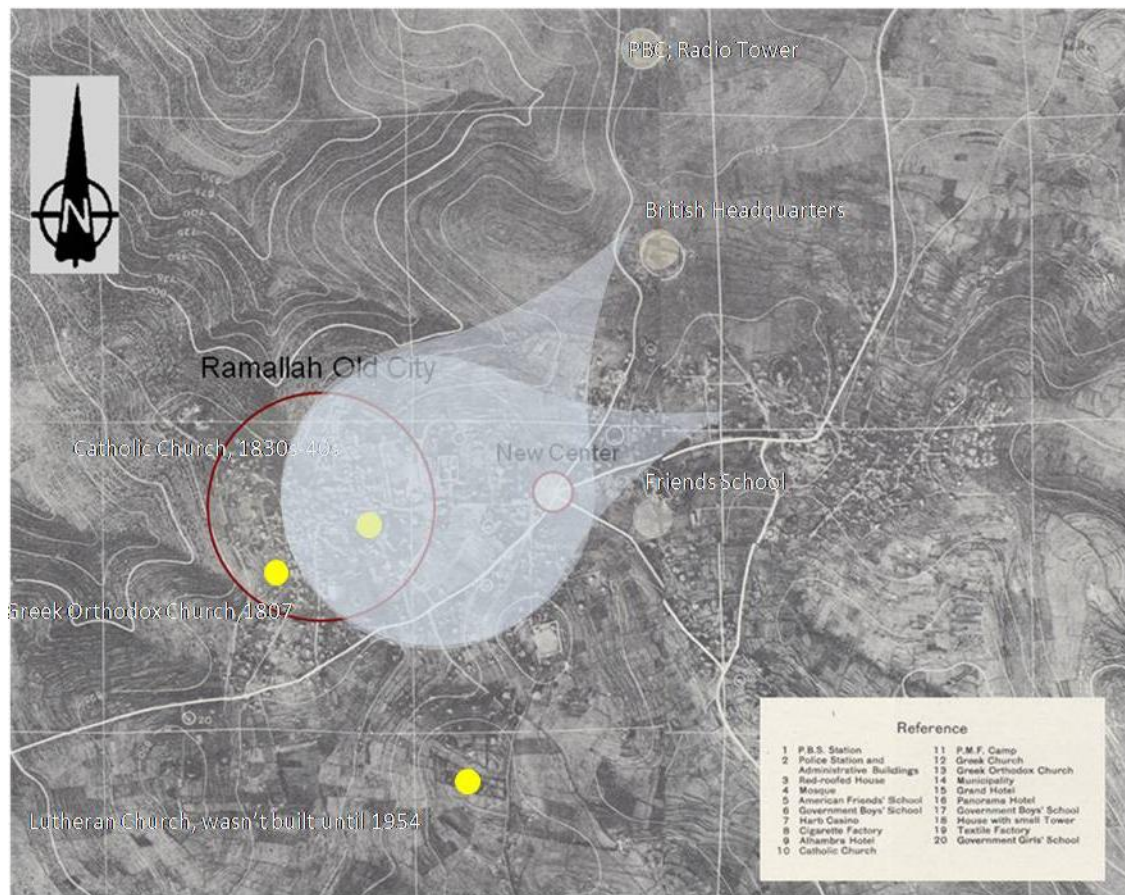 PBC; Radio Tower
N
British Headquarters
Ramallah Old City
Catholic Church, 1830s-40s
New Center
Friends School
Greek Orthodox Church, 1807
20
Lutheran Church, wasn't built until 1954
Reference
1 P.B.S. Station
2 Police Station and
Administrative Buildings
3 Red-roofed House
4 Mosque
5 American Friends' School
6 Government Boys' School
7 Harb Casino
8 Cigarette Factory
9 Alhambra Hotel
10 Catholic Church
11 P.M.F. Camp
12 Greek Church
13 Greek Orthodox Church
14 Municipality
15 Grand Hotel
16 Panorama Hotel
17 Government Boys' School
18 House with small Tower
19 Textile Factory
20 Government Girls' School